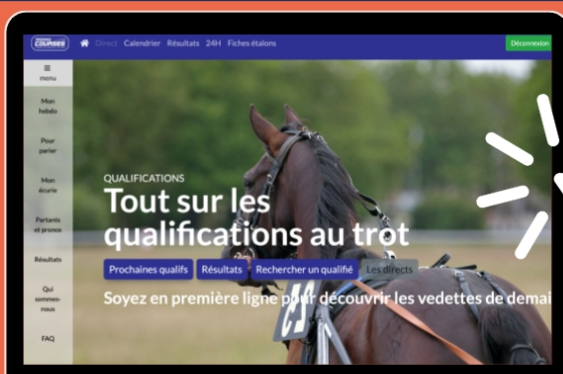 COURSES
Direct Calendrier Résultats 24H Fiches étalons
Déconnexion
menu
Mon
hebdo
Pour
parier
Mon
écurie
Partants
et pronos
Résultats
Qui
sommes-
nous
FAQ
QUALIFICATIONS
Tout sur les
qualifications au trot
Prochaines qualifs Résultats Rechercher un qualifié Les directs
Soyez en première ligne pour découvrir les vedettes de demai